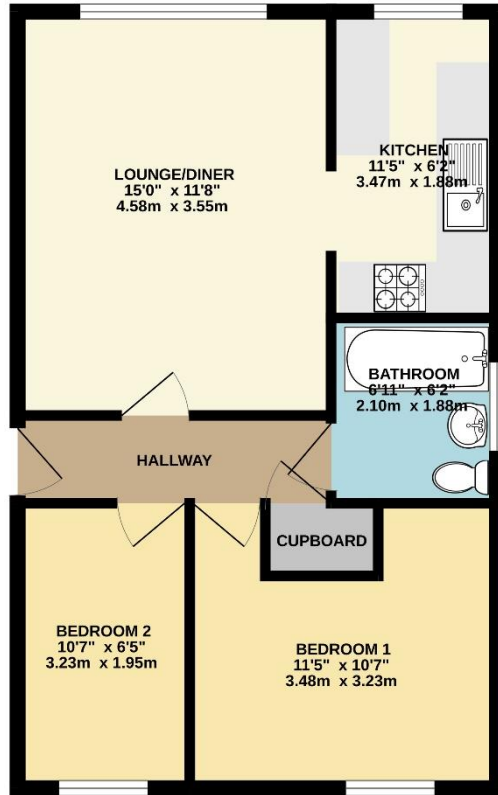 LOUNGE/DINER
15'0" x 11'8"
4.58m x 3.55m
KITCHEN
11'5" x 6'2"
3.47m x 1.88m
BATHROOM
6'11" x 6'2"
2.10m x 1.88m
HALLWAY
CUPBOARD
BEDROOM 2
10'7" x 6'5"
3.23m x 1.95m
BEDROOM 1
11'5" x 10'7"
3.48m x 3.23m